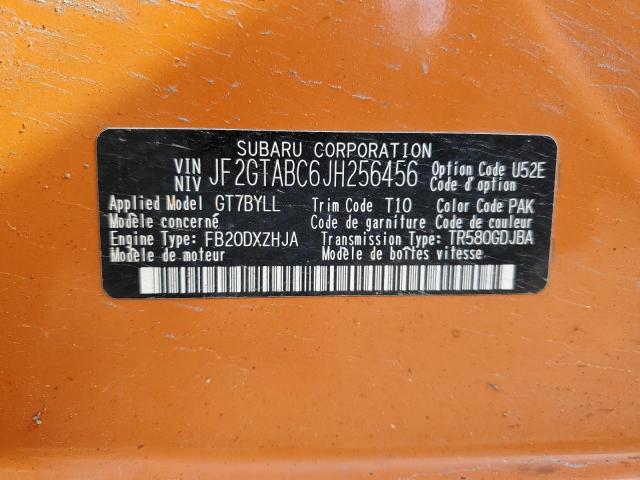 SUBARU CORPORATION
VIN NIV JF2GTABC6JH256456 Option Code U52E
Code d'option
Applied Model GT7BYLL Trim Code T10 Color Code PAK
Modèle concerné Code de garniture Code de couleur
Engine Type: FB20DXZHJA Transmission Type: TR580GDJBA
Modèle de moteur Modèle de boîtes vitesse